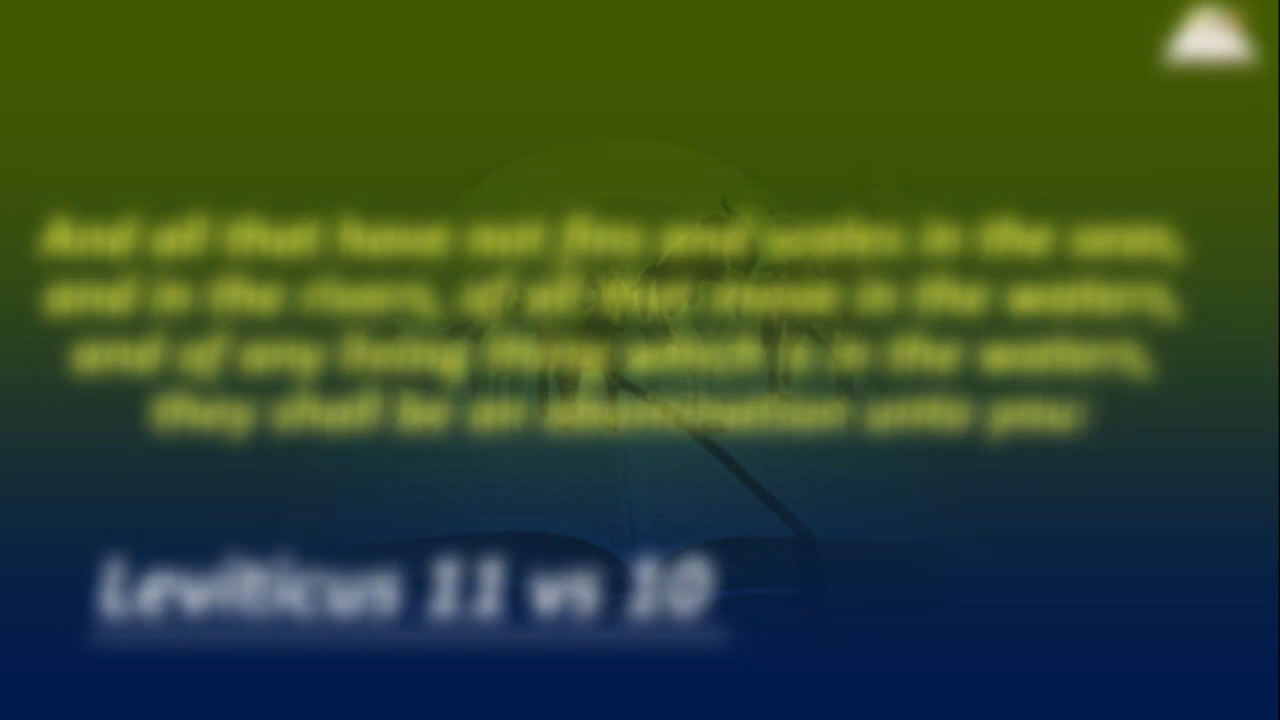 And all that have not fins and scales in the seas,
and in the rivers, of all that move in the waters,
and of any living thing which is in the waters,
they shall be an abomination unto you:
Leviticus 11 vs 10